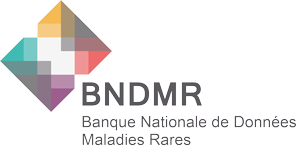 BNDMR
Banque Nationale de Données
Maladies Rares